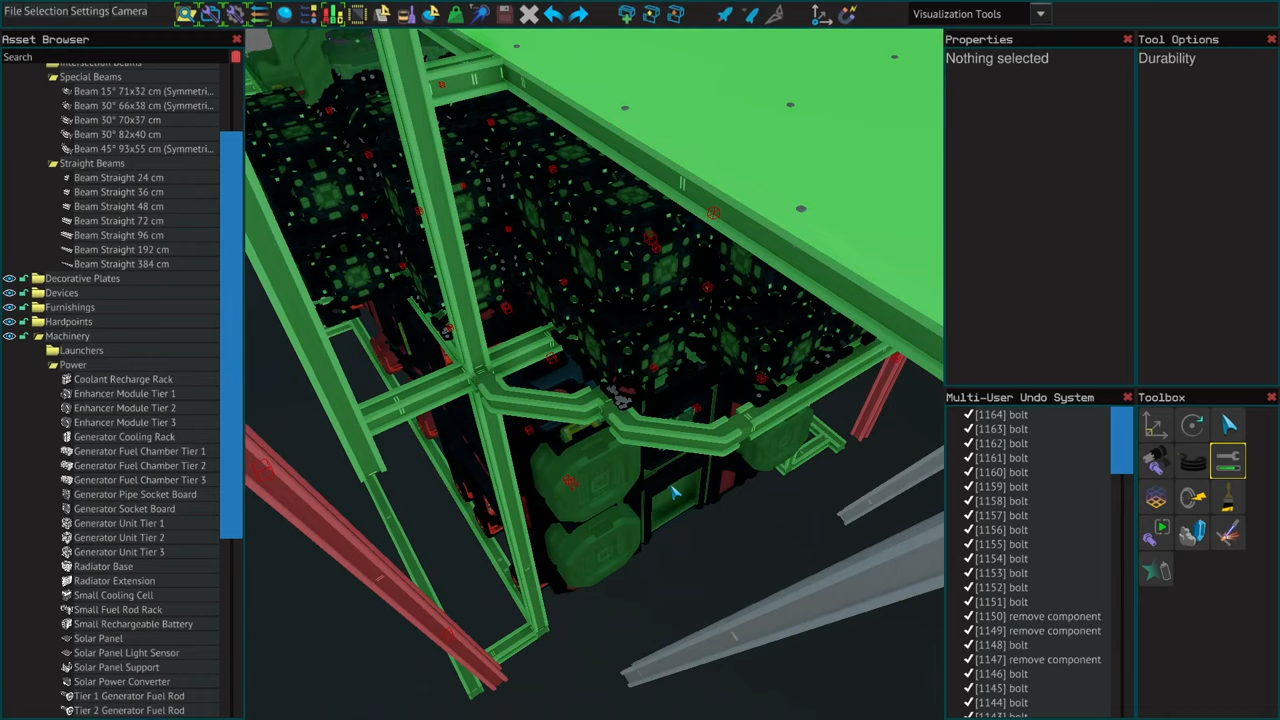 File Selection Settings Camera
Visualization Tools
Asset Browser
Search
Special Beams
Beam 15° 71x32 cm (Symmetri...
Beam 30° 66x38 cm (Symmetri...
Beam 30° 70x37 cm
Beam 30° 82x40 cm
Beam 45° 93x55 cm (Symmetri...
Straight Beams
Beam Straight 24 cm
Beam Straight 36 cm
Beam Straight 48 cm
Beam Straight 72 cm
Beam Straight 96 cm
Beam Straight 192 cm
Beam Straight 384 cm
Decorative Plates
Devices
Furnishings
Hardpoints
Machinery
Launchers
Power
Coolant Recharge Rack
Enhancer Module Tier 1
Enhancer Module Tier 2
Enhancer Module Tier 3
Generator Cooling Rack
Generator Fuel Chamber Tier 1
Generator Fuel Chamber Tier 2
Generator Fuel Chamber Tier 3
Generator Pipe Socket Board
Generator Socket Board
Generator Unit Tier 1
Generator Unit Tier 2
Generator Unit Tier 3
Radiator Base
Radiator Extension
Small Cooling Cell
Small Fuel Rod Rack
Small Rechargeable Battery
Solar Panel
Solar Panel Light Sensor
Solar Panel Support
Solar Power Converter
Tier 1 Generator Fuel Rod
Tier 2 Generator Fuel Rod
Properties
Nothing selected
Tool Options
Durability
Multi-User Undo System
[1164] bolt
[1163] bolt
[1162] bolt
[1161] bolt
[1160] bolt
[1159] bolt
[1158] bolt
[1157] bolt
[1156] bolt
[1155] bolt
[1154] bolt
[1153] bolt
[1152] bolt
[1151] bolt
[1150] remove component
[1149] remove component
[1148] bolt
[1147] remove component
[1146] bolt
[1145] bolt
[1144] bolt
[1143] bolt
Toolbox